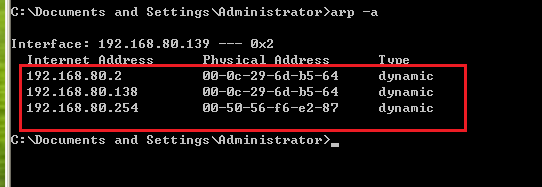 C:\Documents and Settings\Administrator>arp -a
Interface: 192.168.80.139 --- 0x2
Internet Address Physical Address Type
192.168.80.2 00-0c-29-6d-b5-64 dynamic
192.168.80.138 00-0c-29-6d-b5-64 dynamic
192.168.80.254 00-50-56-f6-e2-87 dynamic
C:\Documents and Settings\Administrator>_